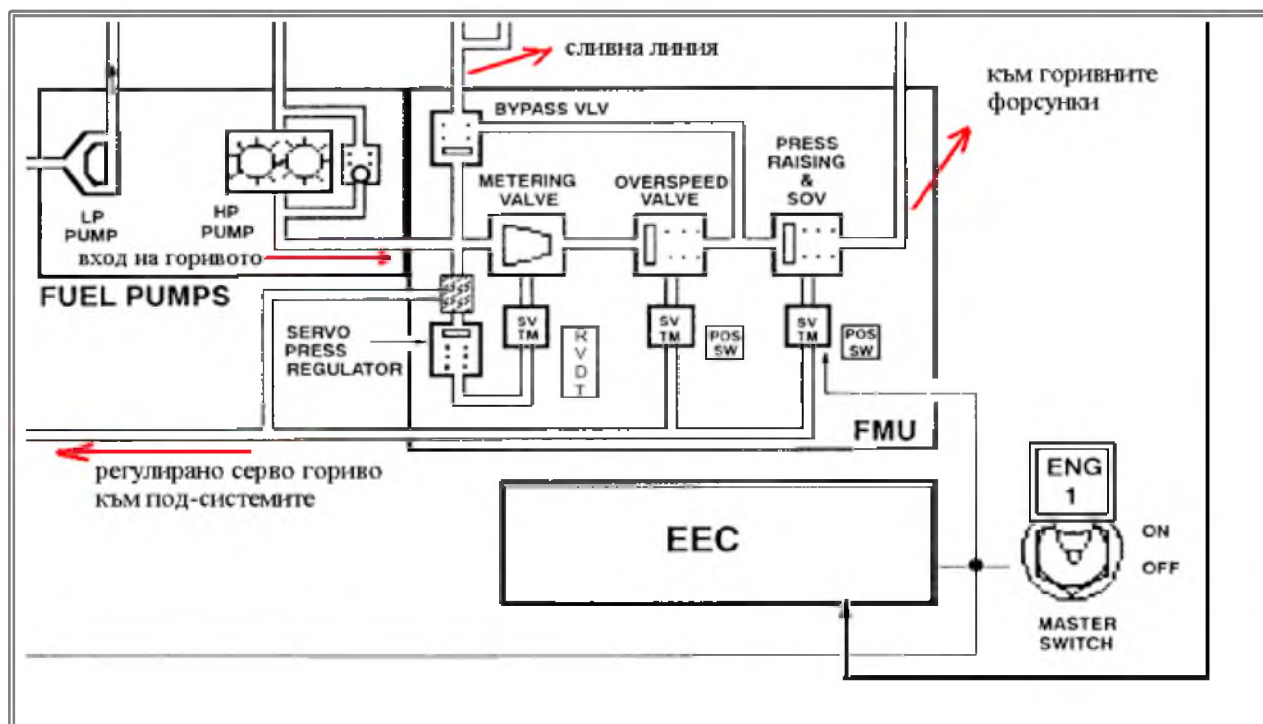 сливна линия
към горивните
форсунки
BYPASS VLV
PRESS
RAISING
&
SOV
METERING
VALVE
OVERSPEED
VALVE
LP
PUMP
HP
PUMP
вход на горивото
FUEL PUMPS
SERVO
PRESS
REGULATOR
SV
TM
R
V
D
T
SV
TM
POS
SW
SV
TM
POS
SW
FMU
регулирано серво гориво
към под-системите
EEC
ENG
1
ON
OFF
MASTER
SWITCH